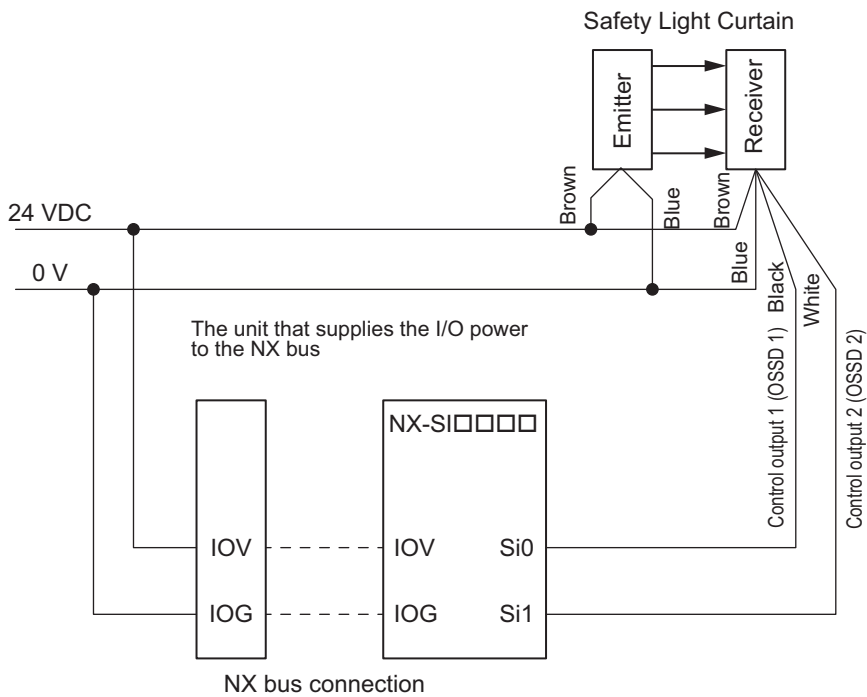 Safety Light Curtain
Emitter
Receiver
Brown
Blue
Brown
24 VDC
0 V
Blue
Black
White
The unit that supplies the I/O power
to the NX bus
Control output 1 (OSSD 1)
Control output 2 (OSSD 2)
NX-SI□□□□
IOV
IOV
Si0
IOG
IOG
Si1
NX bus connection